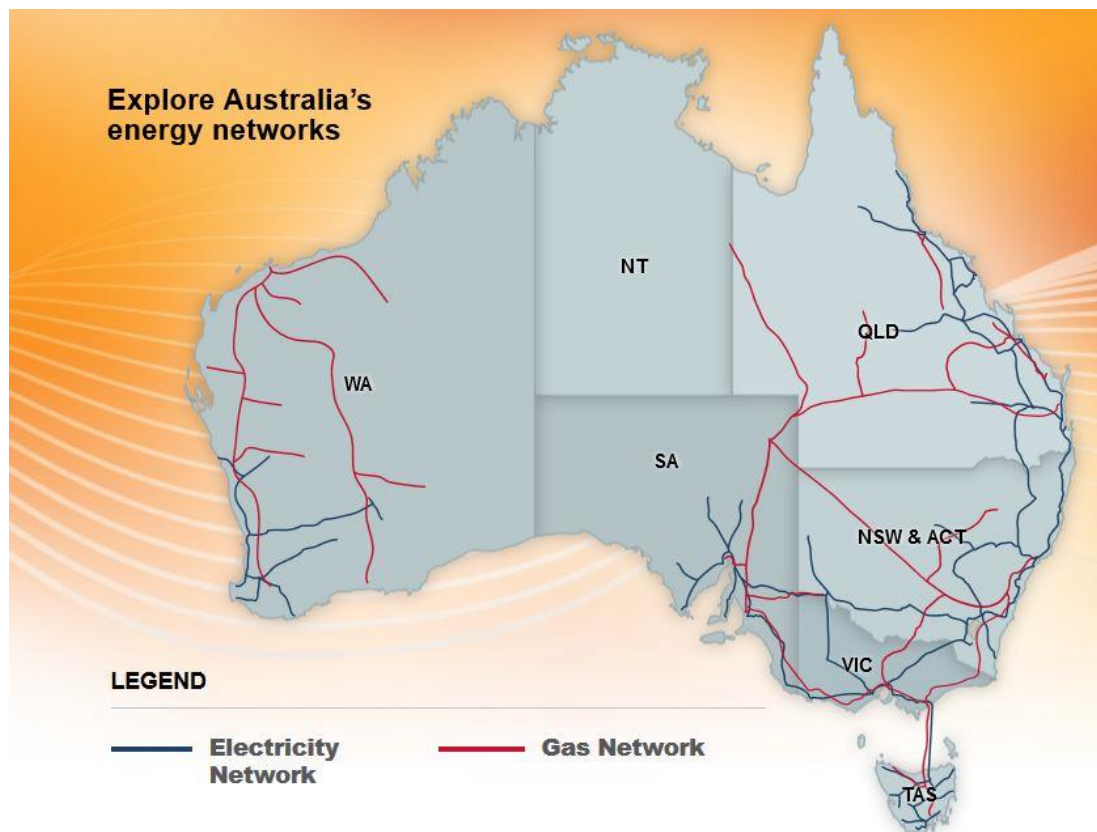 Explore Australia's
energy networks
NT
QLD
WA
SA
NSW & ACT
VIC
LEGEND
Electricity
Network
Gas Network
TAS